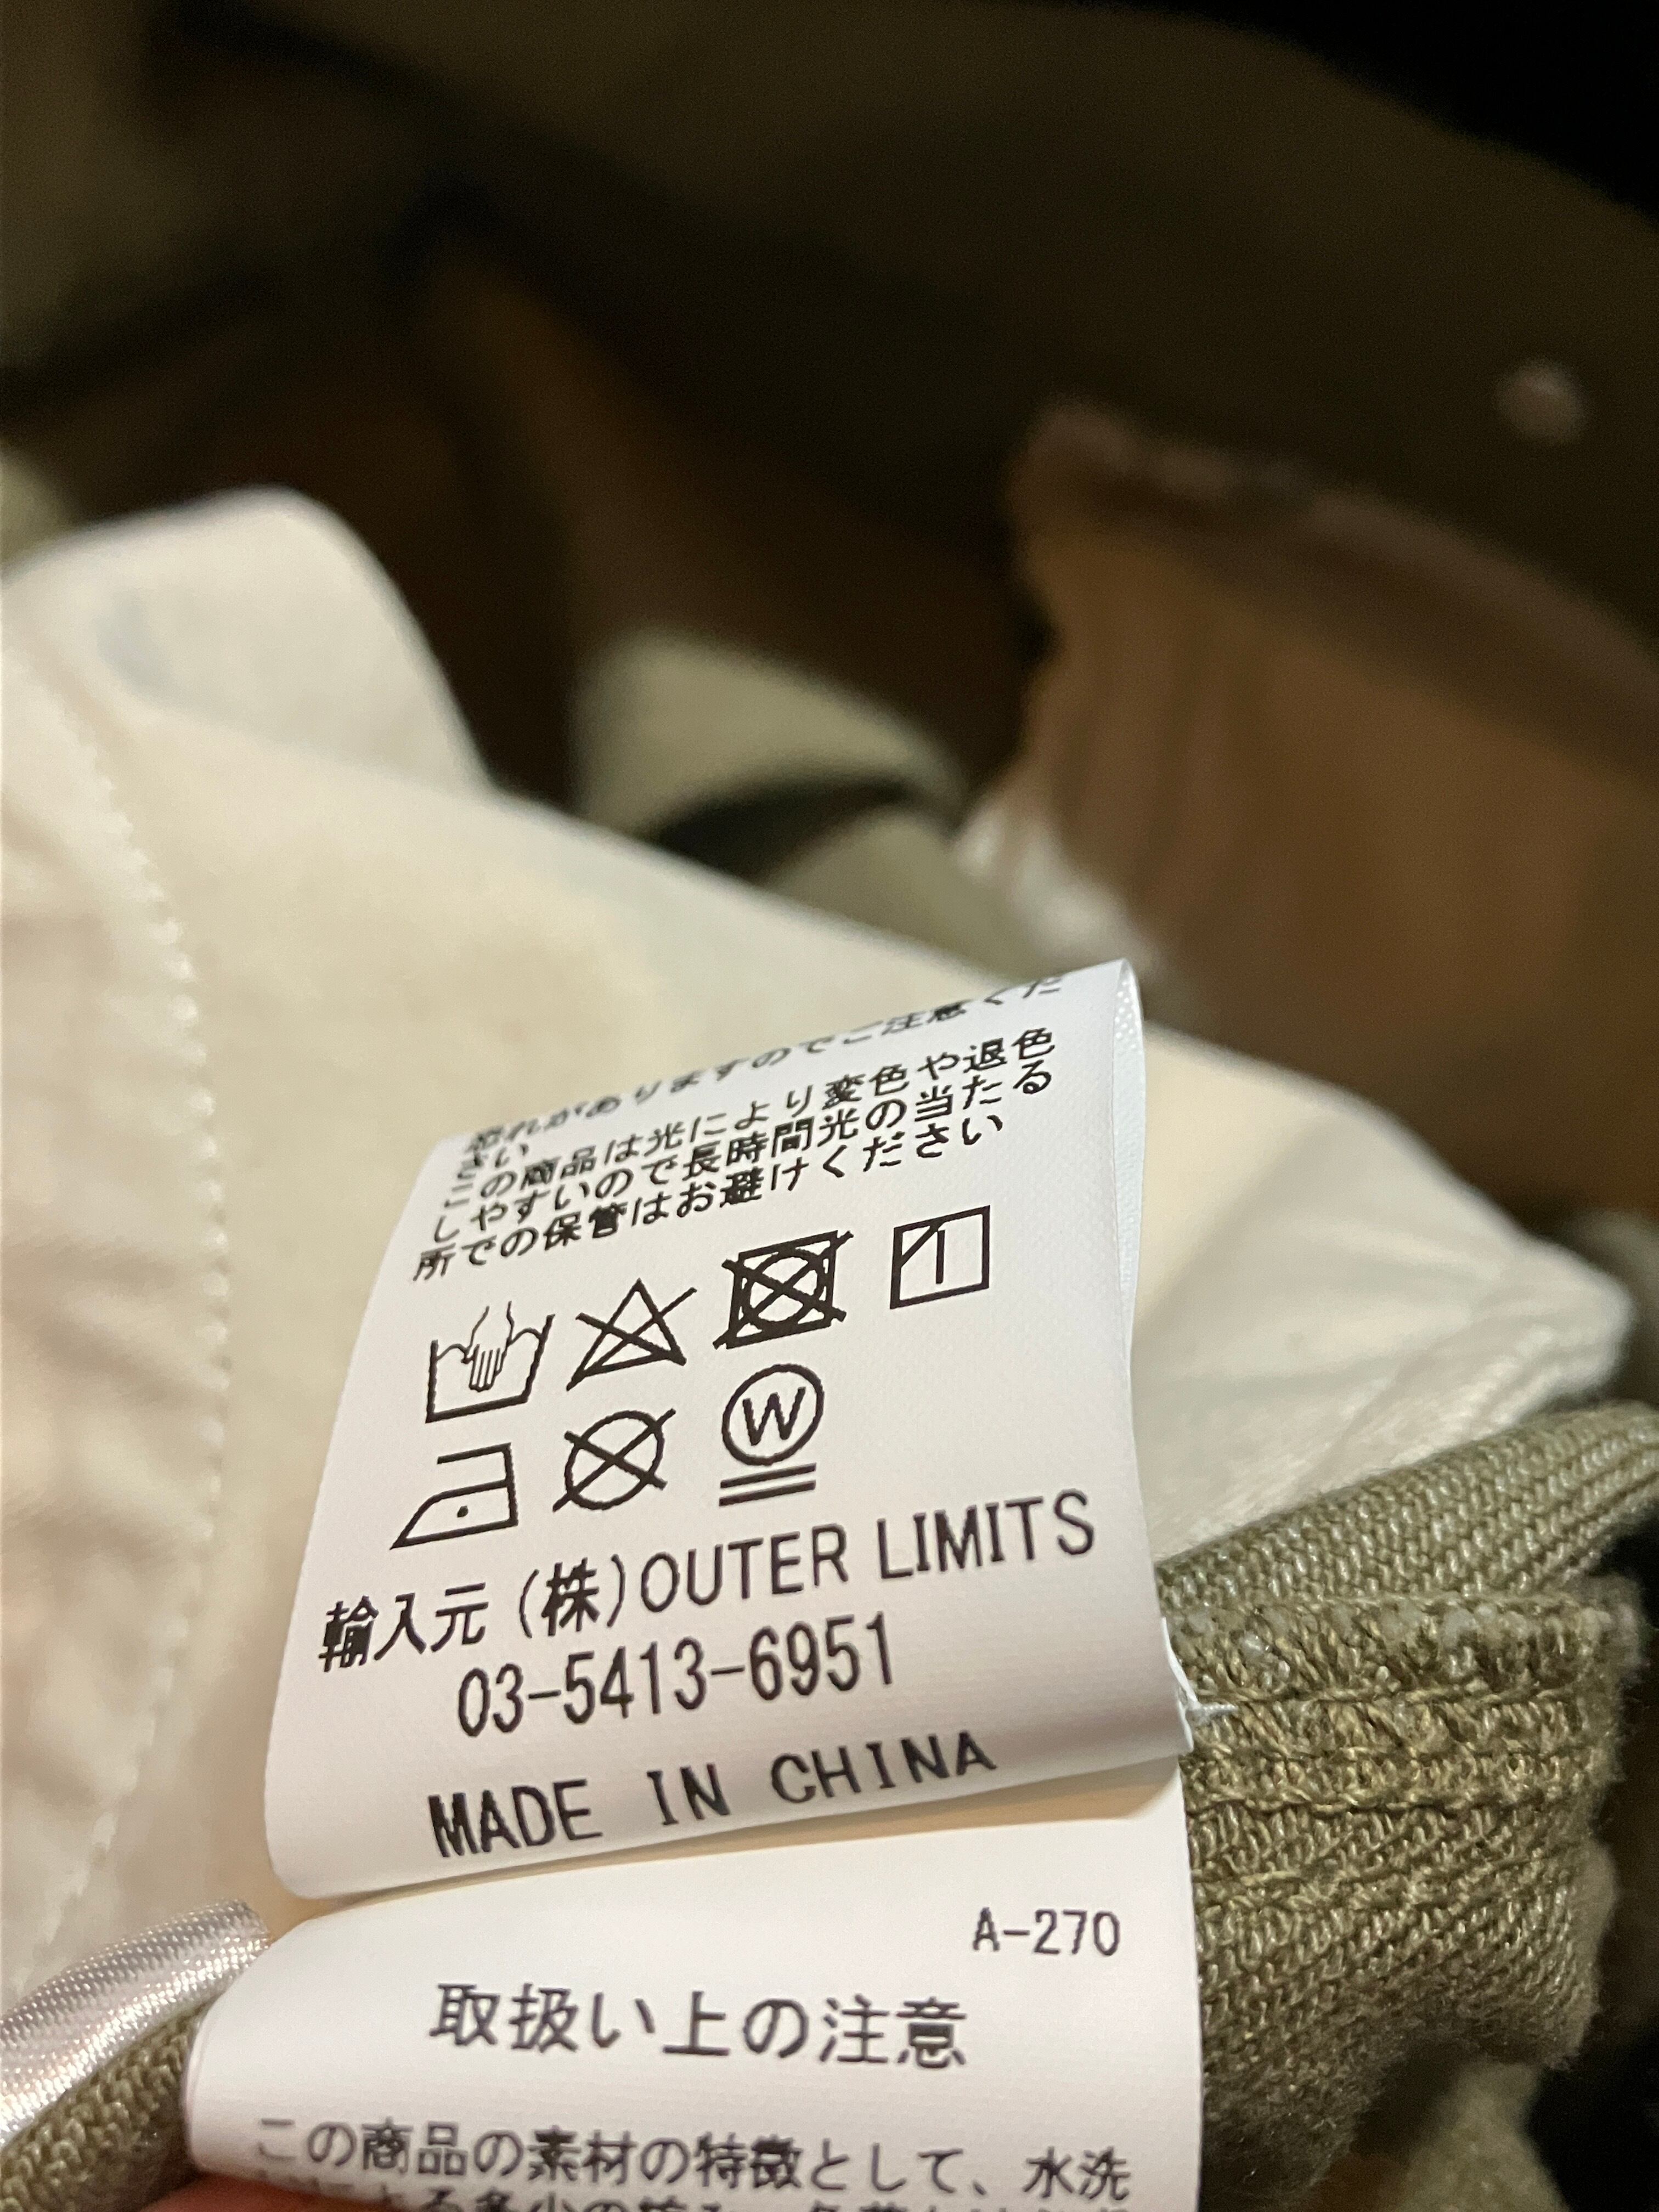 恐れがありますのでご注意くだ
さい
この商品は光により変色や退色
しやすいので長時間光の当たる
所での保管はお避けください
W
輸入元 (株)OUTER LIMITS
03-5413-6951
MADE IN CHINA
A-270
取扱い上の注意
この商品の素材の特徴として、水洗